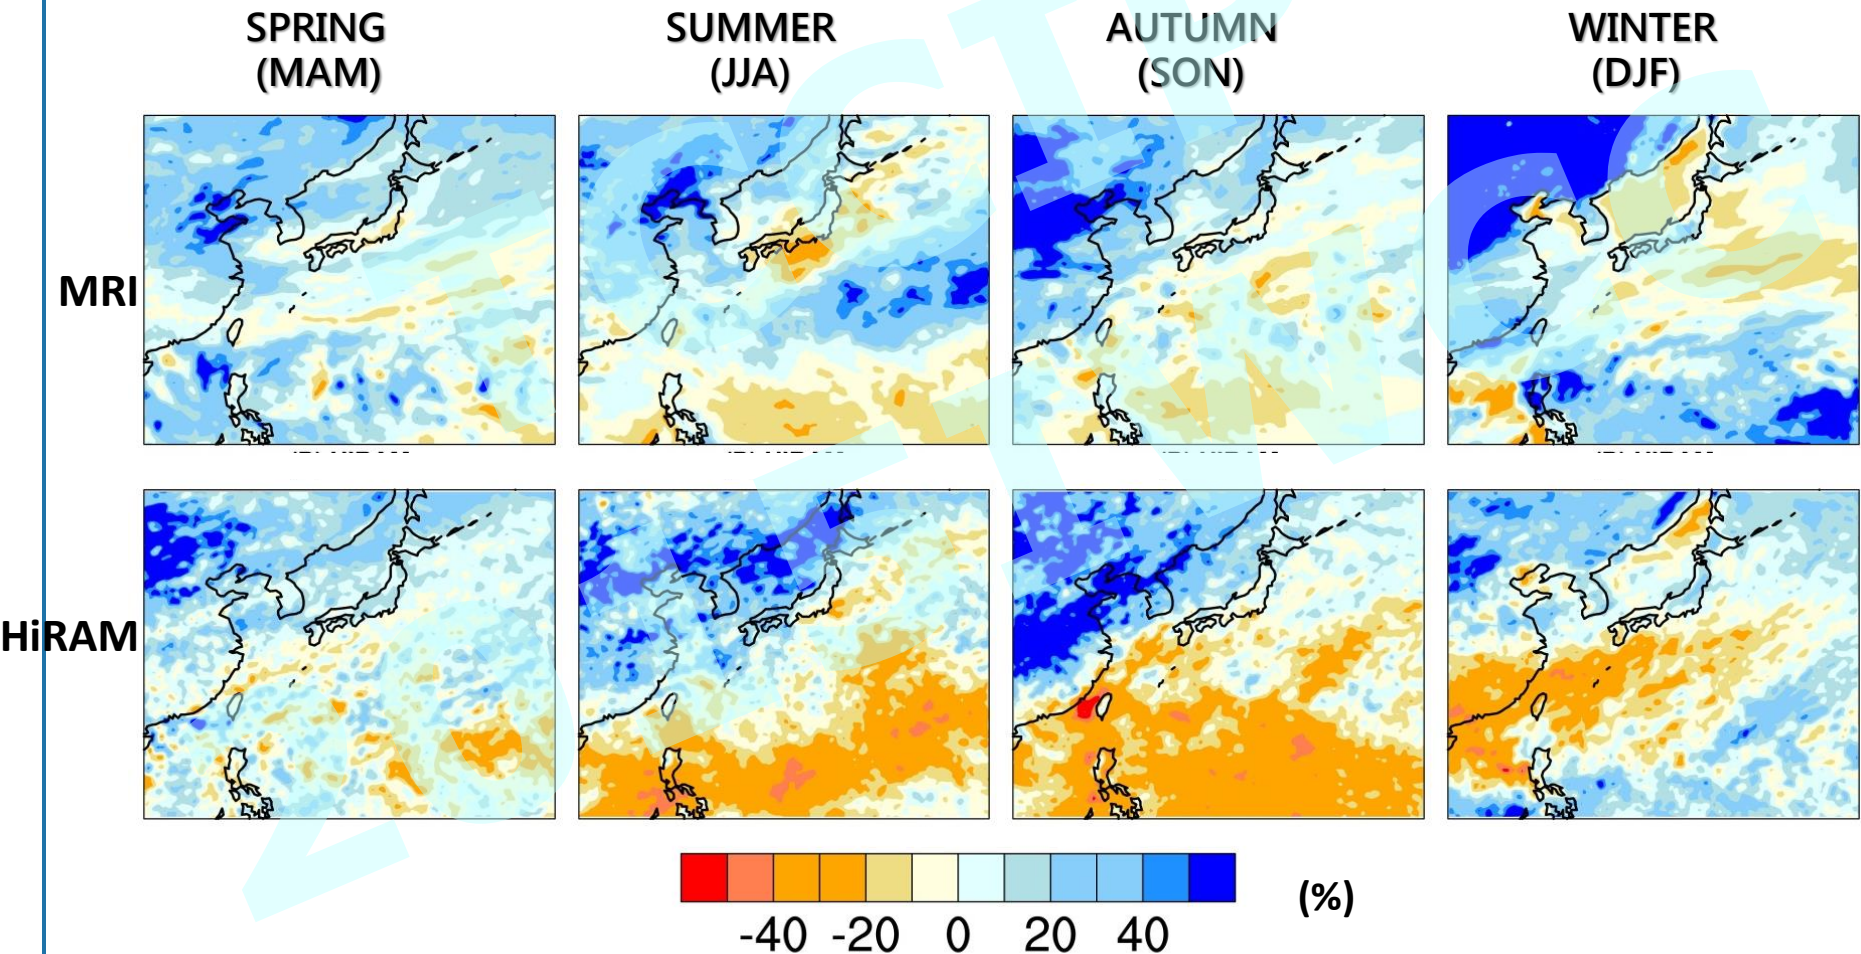 SPRING
(MAM)
SUMMER
(JJA)
AUTUMN
(SON)
WINTER
(DJF)
MRI
HiRAM
-40 -20 0 20 40
(%)